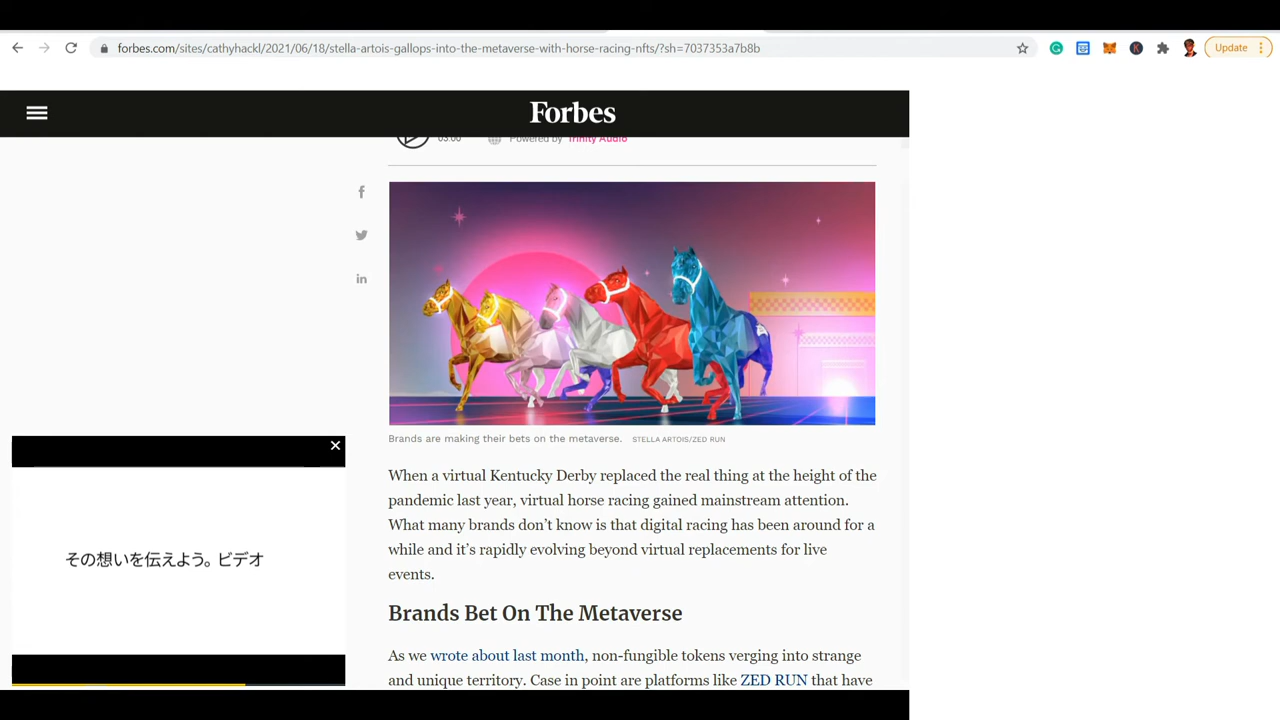 forbes.com/sites/cathyhackl/2021/06/18/stella-artois-gallops-into-the-metaverse-with-horse-racing-nfts/?sh=7037353a7b8b
Update
Forbes
03:00 Powered by Trinity Audio
Brands are making their bets on the metaverse. STELLA ARTOIS/ZED RUN
When a virtual Kentucky Derby replaced the real thing at the height of the
pandemic last year, virtual horse racing gained mainstream attention.
What many brands don’t know is that digital racing has been around for a
while and it’s rapidly evolving beyond virtual replacements for live
events.
Brands Bet On The Metaverse
As we wrote about last month, non-fungible tokens verging into strange
and unique territory. Case in point are platforms like ZED RUN that have
その想いを伝えよう。ビデオ